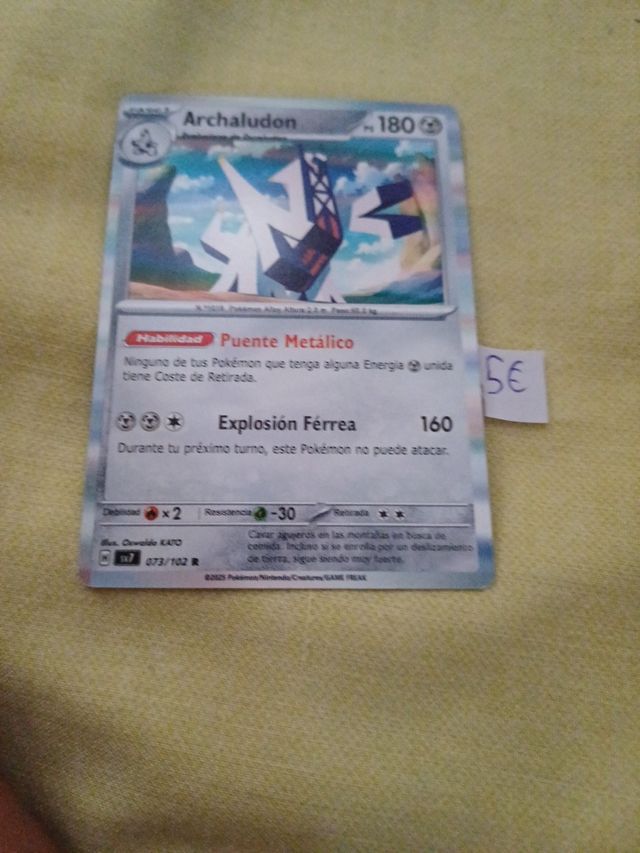 Archaludon
PS 180
Puente Metálico
Habilidad
Ninguno de tus Pokémon que tenga alguna Energía unida
tiene Coste de Retirada.
5€
Explosión Férrea 160
Durante tu próximo turno, este Pokémon no puede atacar.
Debilidad x2 Resistencia -30 Retirada
Illus. Oswaldo KATO
Cavar agujeros en las montañas en busca de
comida. Incluso si se enrolla por un deslizamiento
de tierra, sigue siendo muy fuerte.
H 073/102 R
©2025 Pokémon/Nintendo/Creatures/GAME FREAK